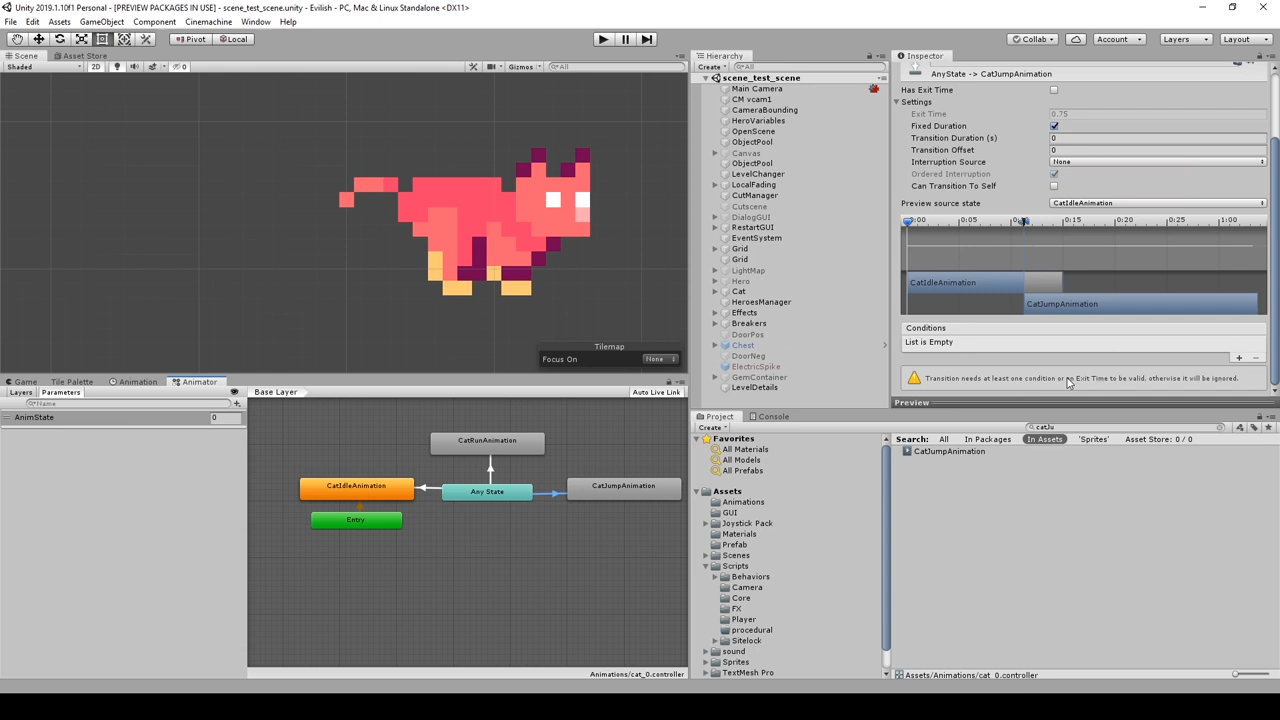 Unity 2019.1.10f1 Personal - [PREVIEW PACKAGES IN USE] - scene_test_scene.unity - Evilish - PC, Mac & Linux Standalone <DX11>
File Edit Assets GameObject Component Cinemachine Window Help
Pivot Local Collab Account Layers Layout
Scene Asset Store
Shaded 2D 0 Gizmos All
Tilemap
Focus On None
Hierarchy
Create All
scene_test_scene
Main Camera
CM vcam1
CameraBounding
HeroVariables
OpenScene
ObjectPool
Canvas
ObjectPool
LevelChanger
LocalFading
CutManager
Cutscene
DialogGUI
RestartGUI
EventSystem
Grid
Grid
LightMap
Hero
Cat
HeroesManager
Effects
Breakers
DoorPos
Chest
DoorNeg
ElectricSpike
GemContainer
LevelDetails
Inspector
AnyState -> CatJumpAnimation
Has Exit Time
Settings
Exit Time 0.75
Fixed Duration
Transition Duration (s) 0
Transition Offset 0
Interruption Source None
Ordered Interruption
Can Transition To Self
Preview source state CatIdleAnimation
0:00 0:05 0:15 0:20 0:25 1:00
CatIdleAnimation
CatJumpAnimation
Conditions
List is Empty
Transition needs at least one condition or an Exit Time to be valid, otherwise it will be ignored.
Preview
Game Tile Palette Animation Animator
Layers Parameters Base Layer Auto Live Link
Name
AnimState 0
CatRunAnimation
CatIdleAnimation Any State CatJumpAnimation
Entry
Animations/cat_0.controller
Project Console
Create catJu
Favorites
All Materials
All Models
All Prefabs
Assets
Animations
GUI
Joystick Pack
Materials
Prefab
Scenes
Scripts
Behaviors
Camera
Core
FX
Player
procedural
Sitelock
sound
Sprites
TextMesh Pro
Search: All In Packages In Assets 'Sprites' Asset Store: 0 / 0
CatJumpAnimation
Assets/Animations/cat_0.controller